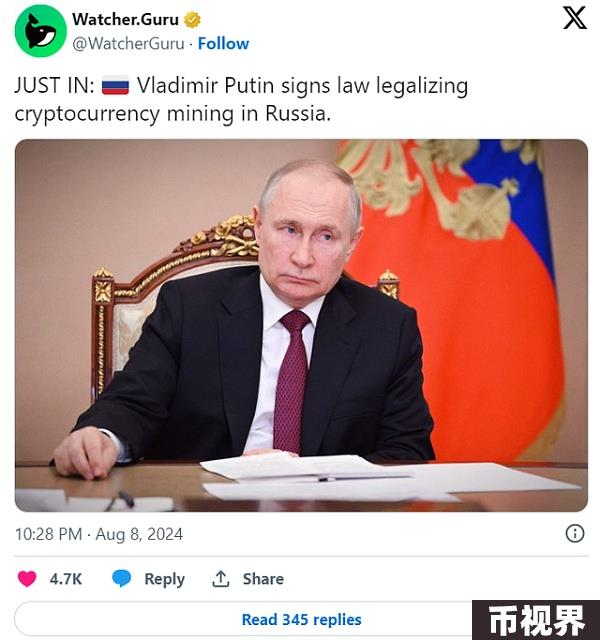 Watcher.Guru
@WatcherGuru · Follow
JUST IN: 🇷🇺 Vladimir Putin signs law legalizing
cryptocurrency mining in Russia.
10:28 PM · Aug 8, 2024
4.7K Reply Share
Read 345 replies
币视界